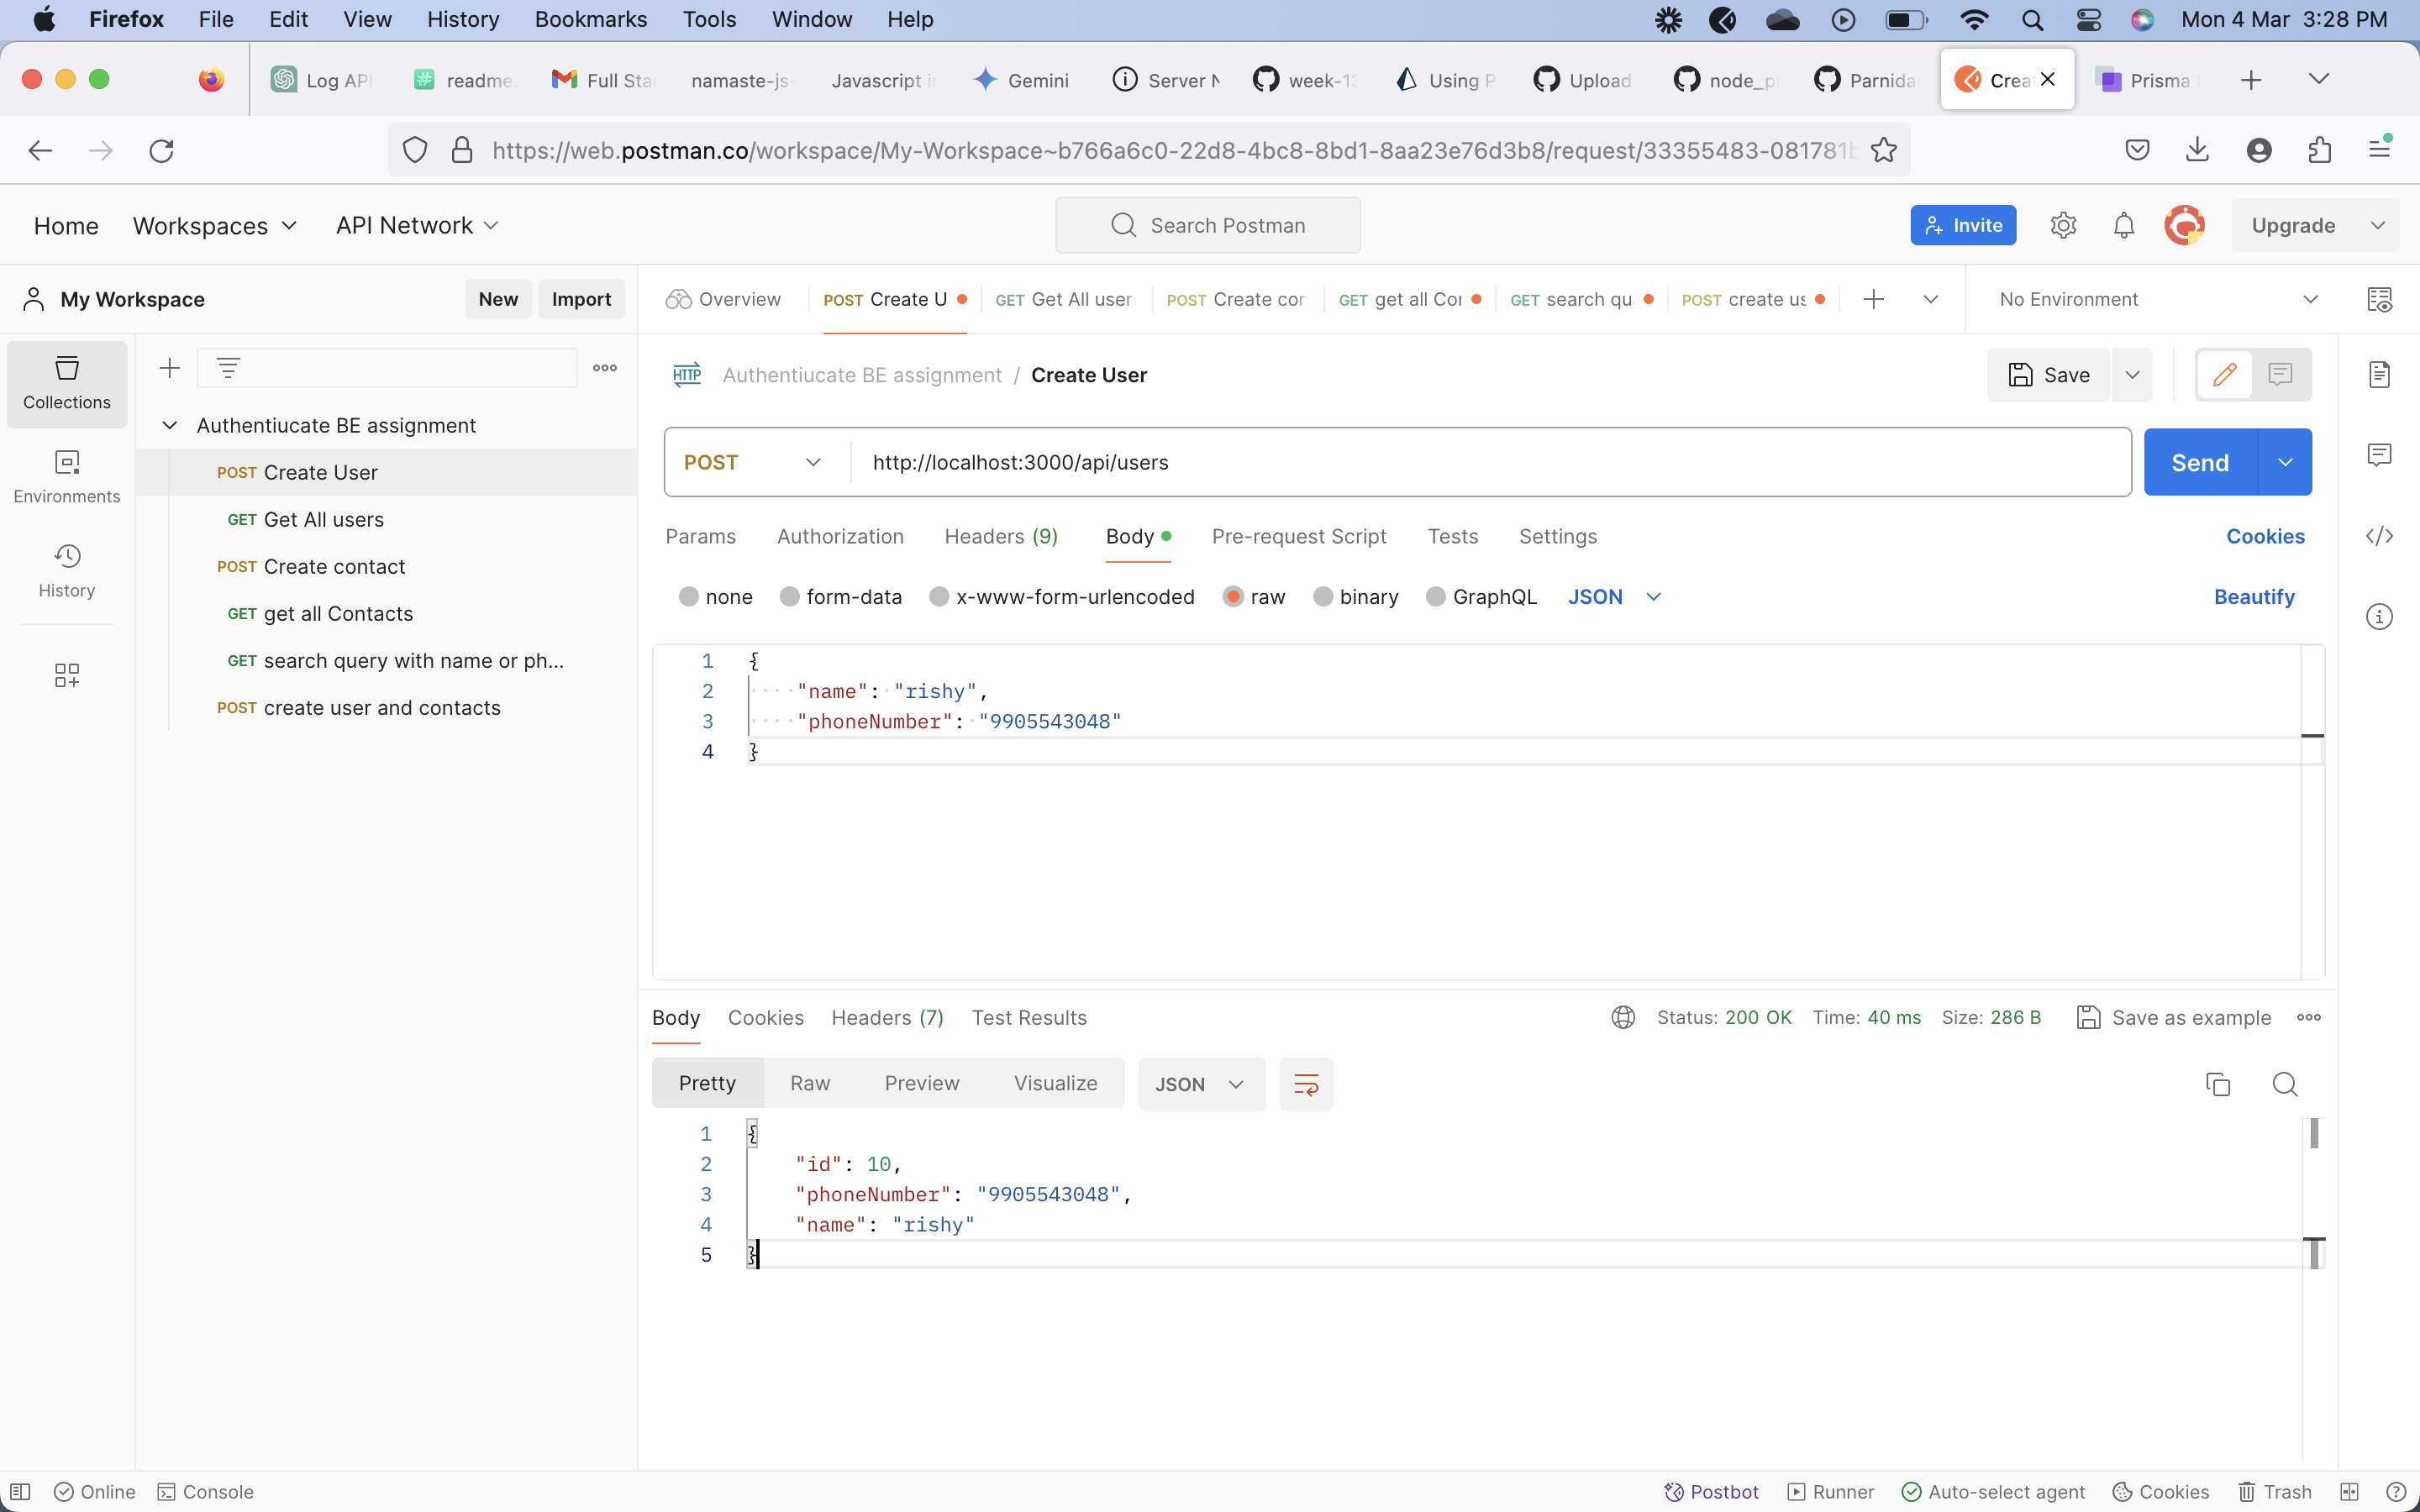 Firefox File Edit View History Bookmarks Tools Window Help Mon 4 Mar 3:28 PM
Log API readme Full Sta namaste-js- Javascript i Gemini Server N week-13 Using P Upload node_p Parnida Crea Prisma S
https://web.postman.co/workspace/My-Workspace~b766a6c0-22d8-4bc8-8bd1-8aa23e76d3b8/request/33355483-081781b
Home Workspaces API Network Search Postman Invite Upgrade
My Workspace New Import Overview POST Create U GET Get All user POST Create cor GET get all Cor GET search qu POST create us No Environment
Collections
Environments
History
Authentiucate BE assignment
POST Create User
GET Get All users
POST Create contact
GET get all Contacts
GET search query with name or ph...
POST create user and contacts
HTTP Authentiucate BE assignment / Create User Save
POST http://localhost:3000/api/users Send
Params Authorization Headers (9) Body Pre-request Script Tests Settings Cookies
none form-data x-www-form-urlencoded raw binary GraphQL JSON Beautify
1 {
2 "name": "rishy",
3 "phoneNumber": "9905543048"
4 }
Body Cookies Headers (7) Test Results Status: 200 OK Time: 40 ms Size: 286 B Save as example
Pretty Raw Preview Visualize JSON
1 {
2 "id": 10,
3 "phoneNumber": "9905543048",
4 "name": "rishy"
5 }
Online Console Postbot Runner Auto-select agent Cookies Trash